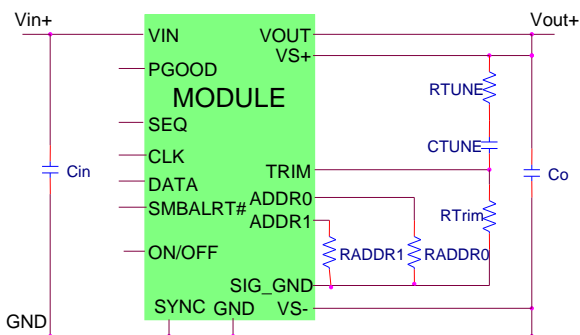 Vin+ Vout+
VIN VOUT
VS+
PGOOD
RTUNE
MODULE
SEQ
CTUNE
CLK
TRIM
Cin Co
DATA
ADDR0
SMBALRT#
RTrim
ADDR1
ON/OFF
RADDR1 RADDR0
SIG_GND
SYNC GND VS-
GND